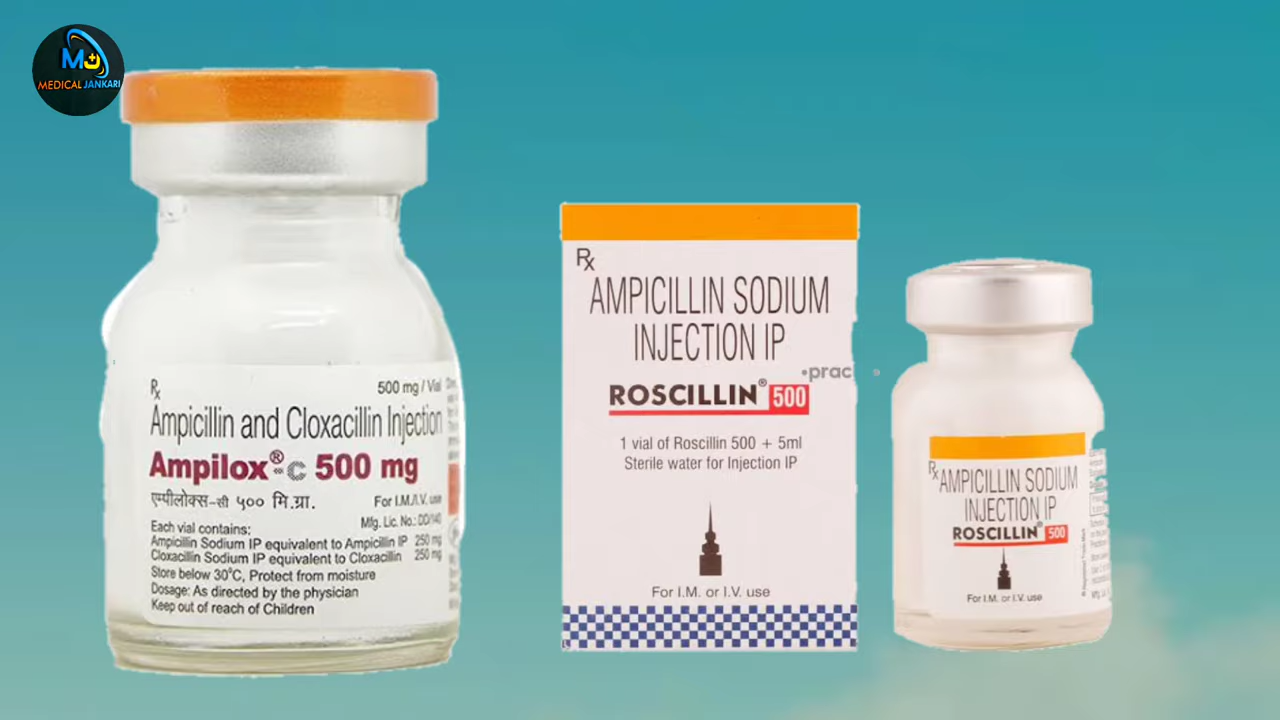 MJ
MEDICAL JANKARI
Rx
500 mg / Vial
Ampicillin and Cloxacillin Injection
Ampilox®-C 500 mg
एम्पीलोक्स-सी ५०० मि.ग्रा.
For I.M./I.V. use
Mfg. Lic. No.: DD/140
Each vial contains:
Ampicillin Sodium IP equivalent to Ampicillin IP 250 mg
Cloxacillin Sodium IP equivalent to Cloxacillin 250 mg
Store below 30°C, Protect from moisture
Dosage: As directed by the physician
Keep out of reach of Children
Rx
AMPICILLIN SODIUM
INJECTION IP
•prac
ROSCILLIN® 500
1 vial of Roscillin 500 + 5ml
Sterile water for Injection IP
For I.M. or I.V. use
Rx
AMPICILLIN SODIUM
INJECTION IP
ROSCILLIN® 500
For I.M. or I.V. use